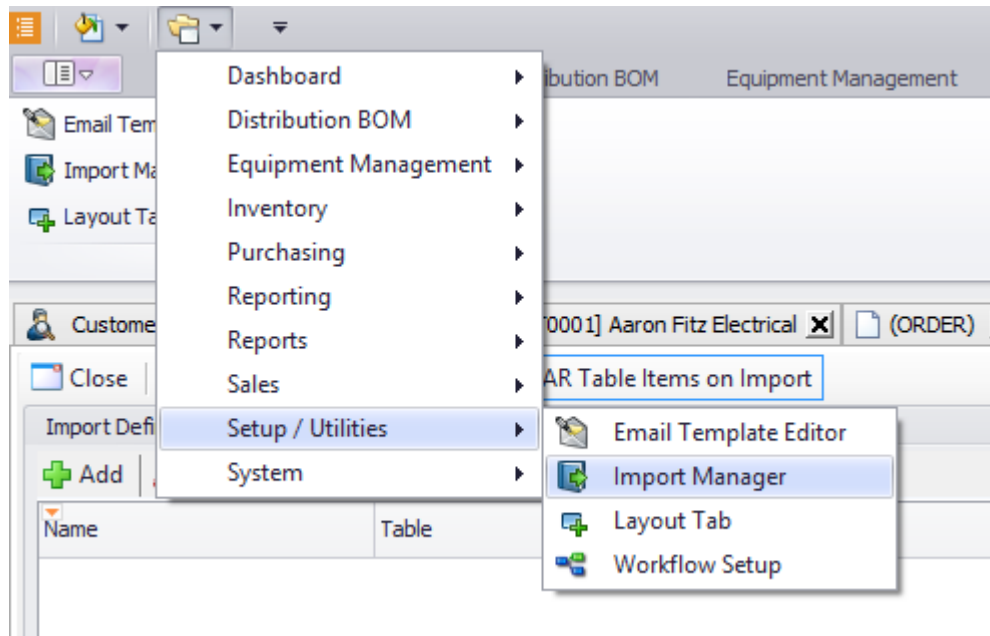 Dashboard
ibution BOM
Equipment Management
Email Tem
Distribution BOM
Import Ma
Equipment Management
Layout Ta
Inventory
Purchasing
Reporting
Custome
T0001] Aaron Fitz Electrical
(ORDER)
Reports
Close
Sales
AR Table Items on Import
Import Defi
Setup / Utilities
Email Template Editor
Add
System
Import Manager
Name
Table
Layout Tab
Workflow Setup